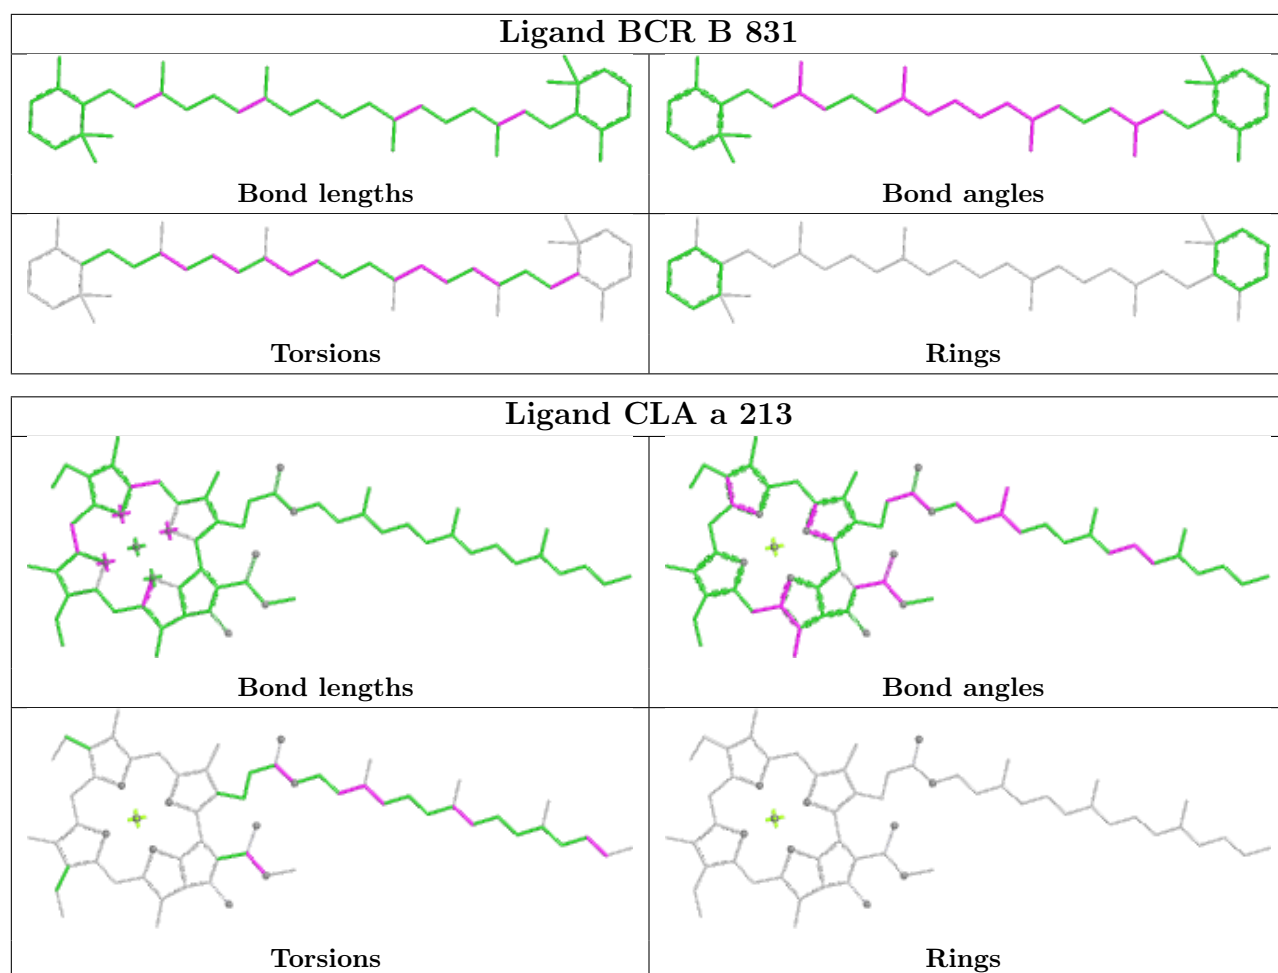 Ligand BCR B 831
Bond lengths
Bond angles
Torsions
Rings
Ligand CLA a 213
Bond lengths
Bond angles
Torsions
Rings